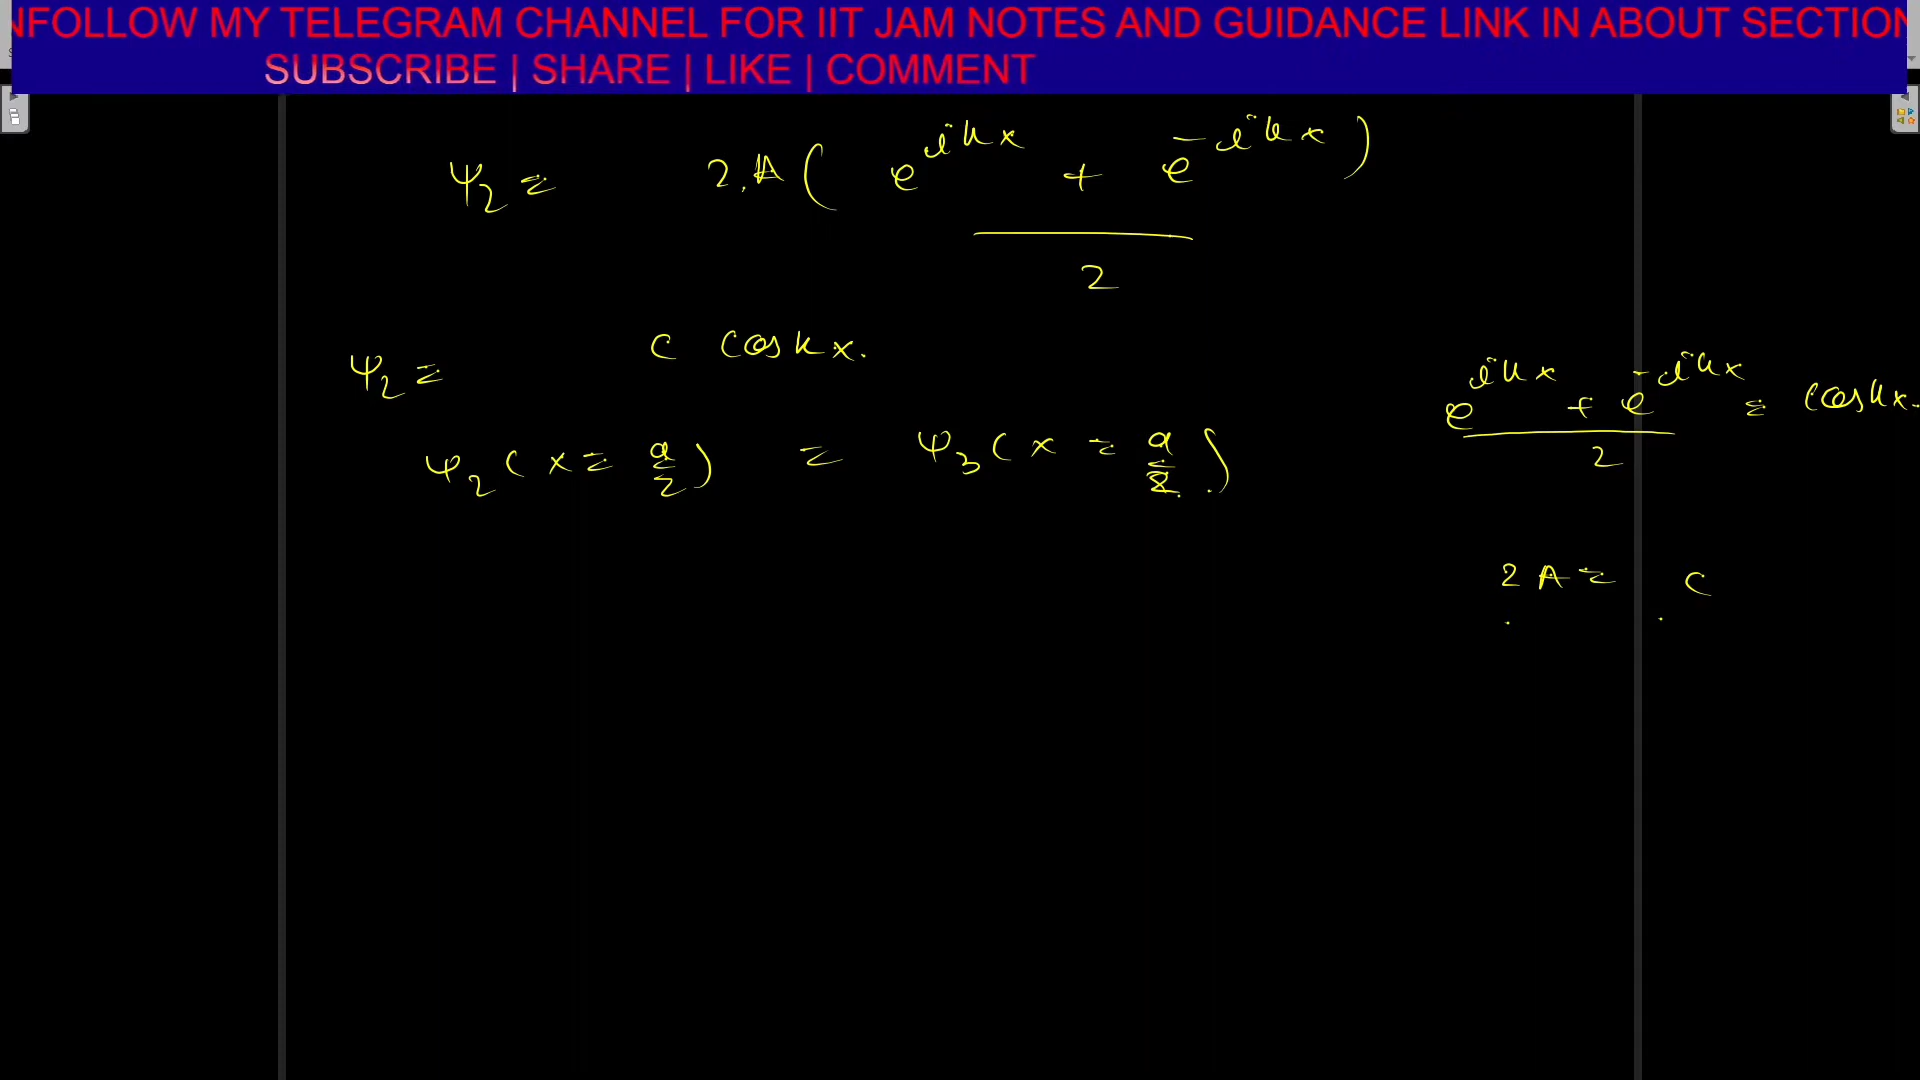 NFOLLOW MY TELEGRAM CHANNEL FOR IIT JAM NOTES AND GUIDANCE LINK IN ABOUT SECTION
SUBSCRIBE | SHARE | LIKE | COMMENT
ψ₂ = 2.A ( (e^{ikx} + e^{-ikx}) / 2 )
ψ₂ = C cos kx.
(e^{ikx} + e^{-ikx}) / 2 = cos kx.
ψ₂ ( x = a/2 ) = ψ₃ ( x = a/2 )
2A = C